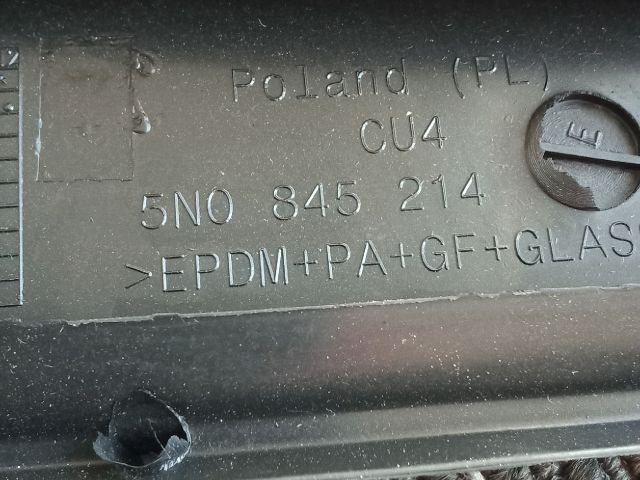 Poland (PL)
CU4
E
5N0 845 214
>EPDM+PA+GF+GLAS